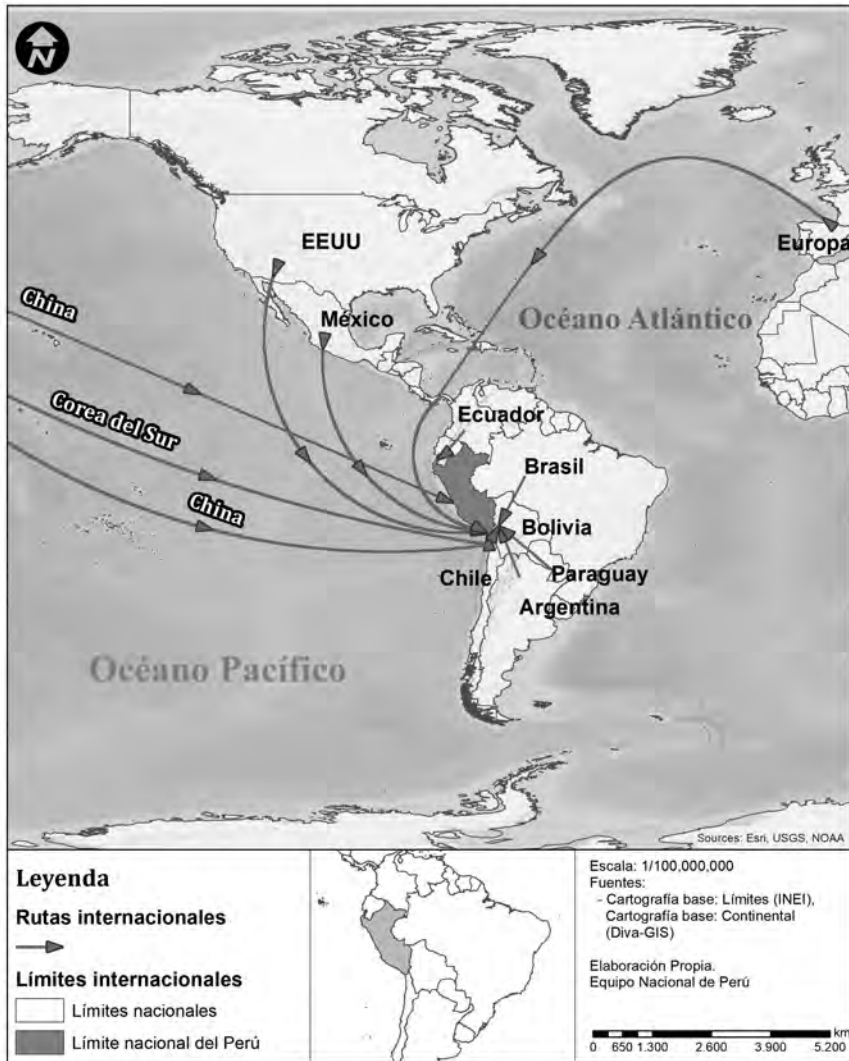 N
EEUU
Europa
China
México
Océano Atlántico
Corea del Sur
Ecuador
Brasil
China
Bolivia
Chile
Paraguay
Argentina
Océano Pacífico
Sources: Esri, USGS, NOAA
Leyenda
Rutas internacionales
Límites internacionales
Límites nacionales
Límite nacional del Perú
Escala: 1/100,000,000
Fuentes:
- Cartografía base: Límites (INEI),
Cartografía base: Continental
(Diva-GIS)
Elaboración Propia.
Equipo Nacional de Perú
km
0 650 1.300 2.600 3.900 5.200